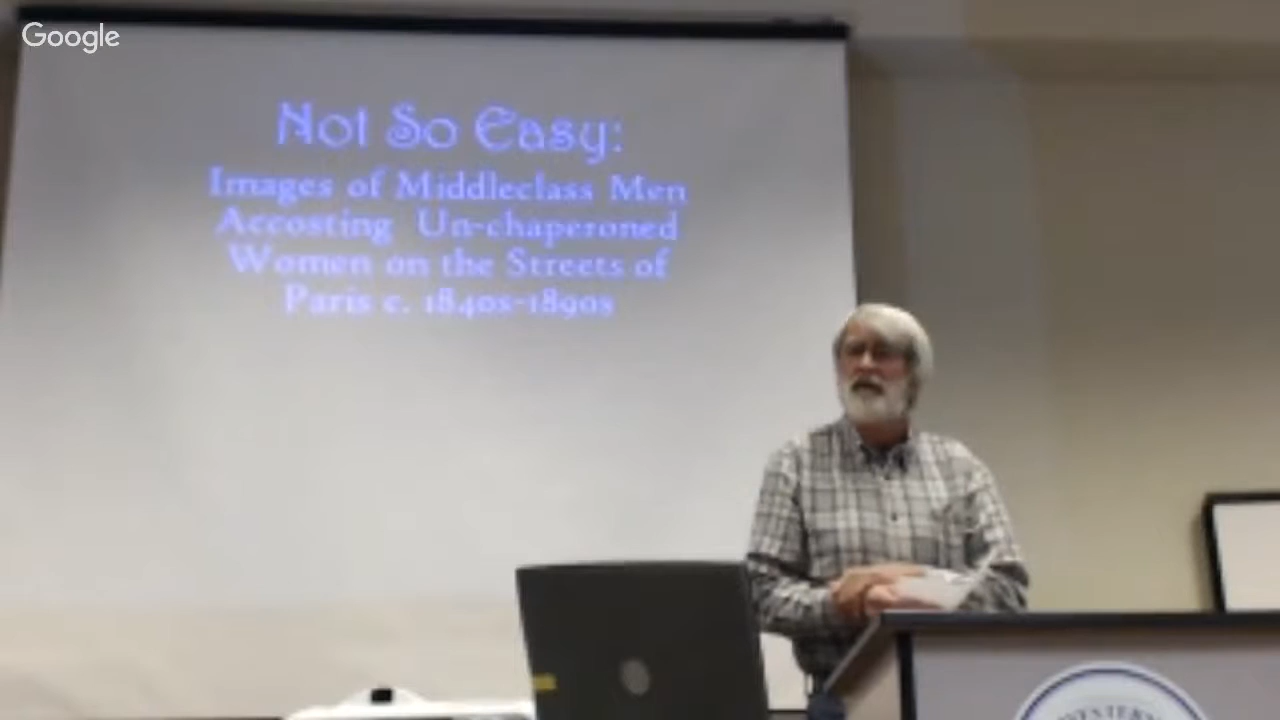 Google
Not So Easy:
Images of Middleclass Men
Accosting Un-chaperoned
Women on the Streets of
Paris c. 1840s-1890s